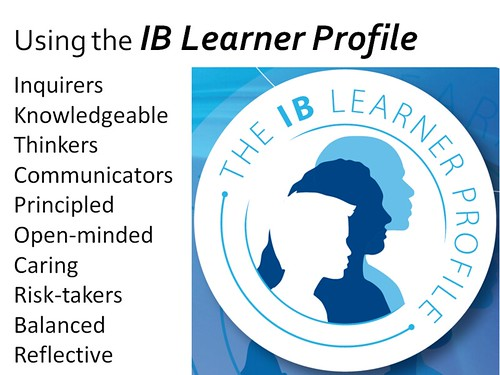 Using the IB Learner Profile
Inquirers
Knowledgeable
Thinkers
Communicators
Principled
Open-minded
Caring
Risk-takers
Balanced
Reflective
THE IB LEARNER PROFILE